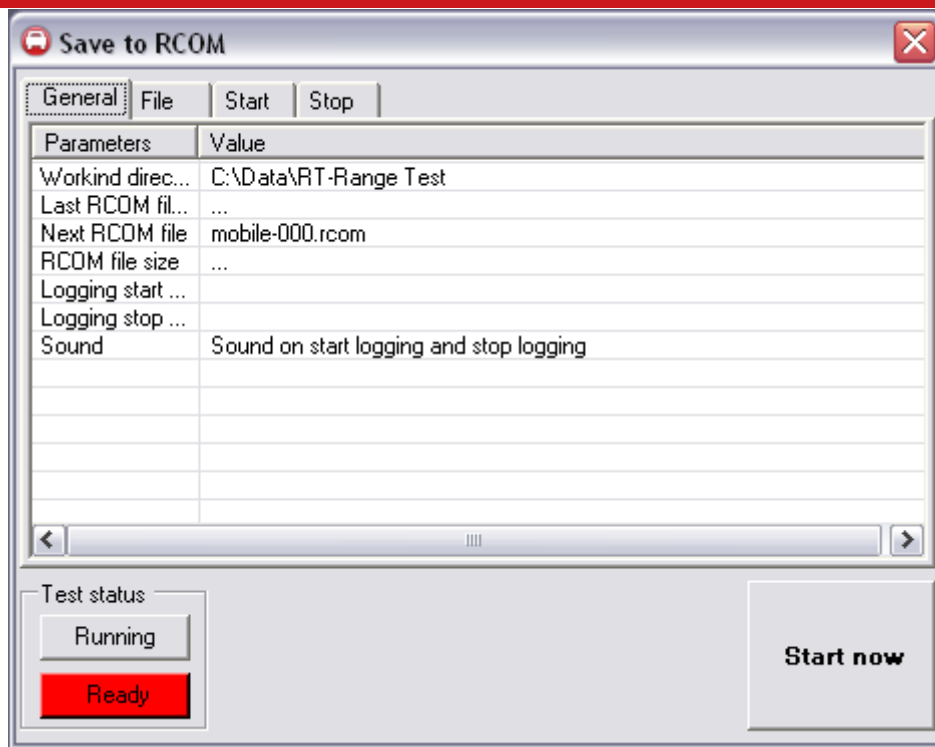 Save to RCOM
General File Start Stop
Parameters Value
Workind direc... C:\Data\RT-Range Test
Last RCOM fil... ...
Next RCOM file mobile-000.rcom
RCOM file size ...
Logging start ...
Logging stop ...
Sound Sound on start logging and stop logging
Test status
Running
Start now
Ready